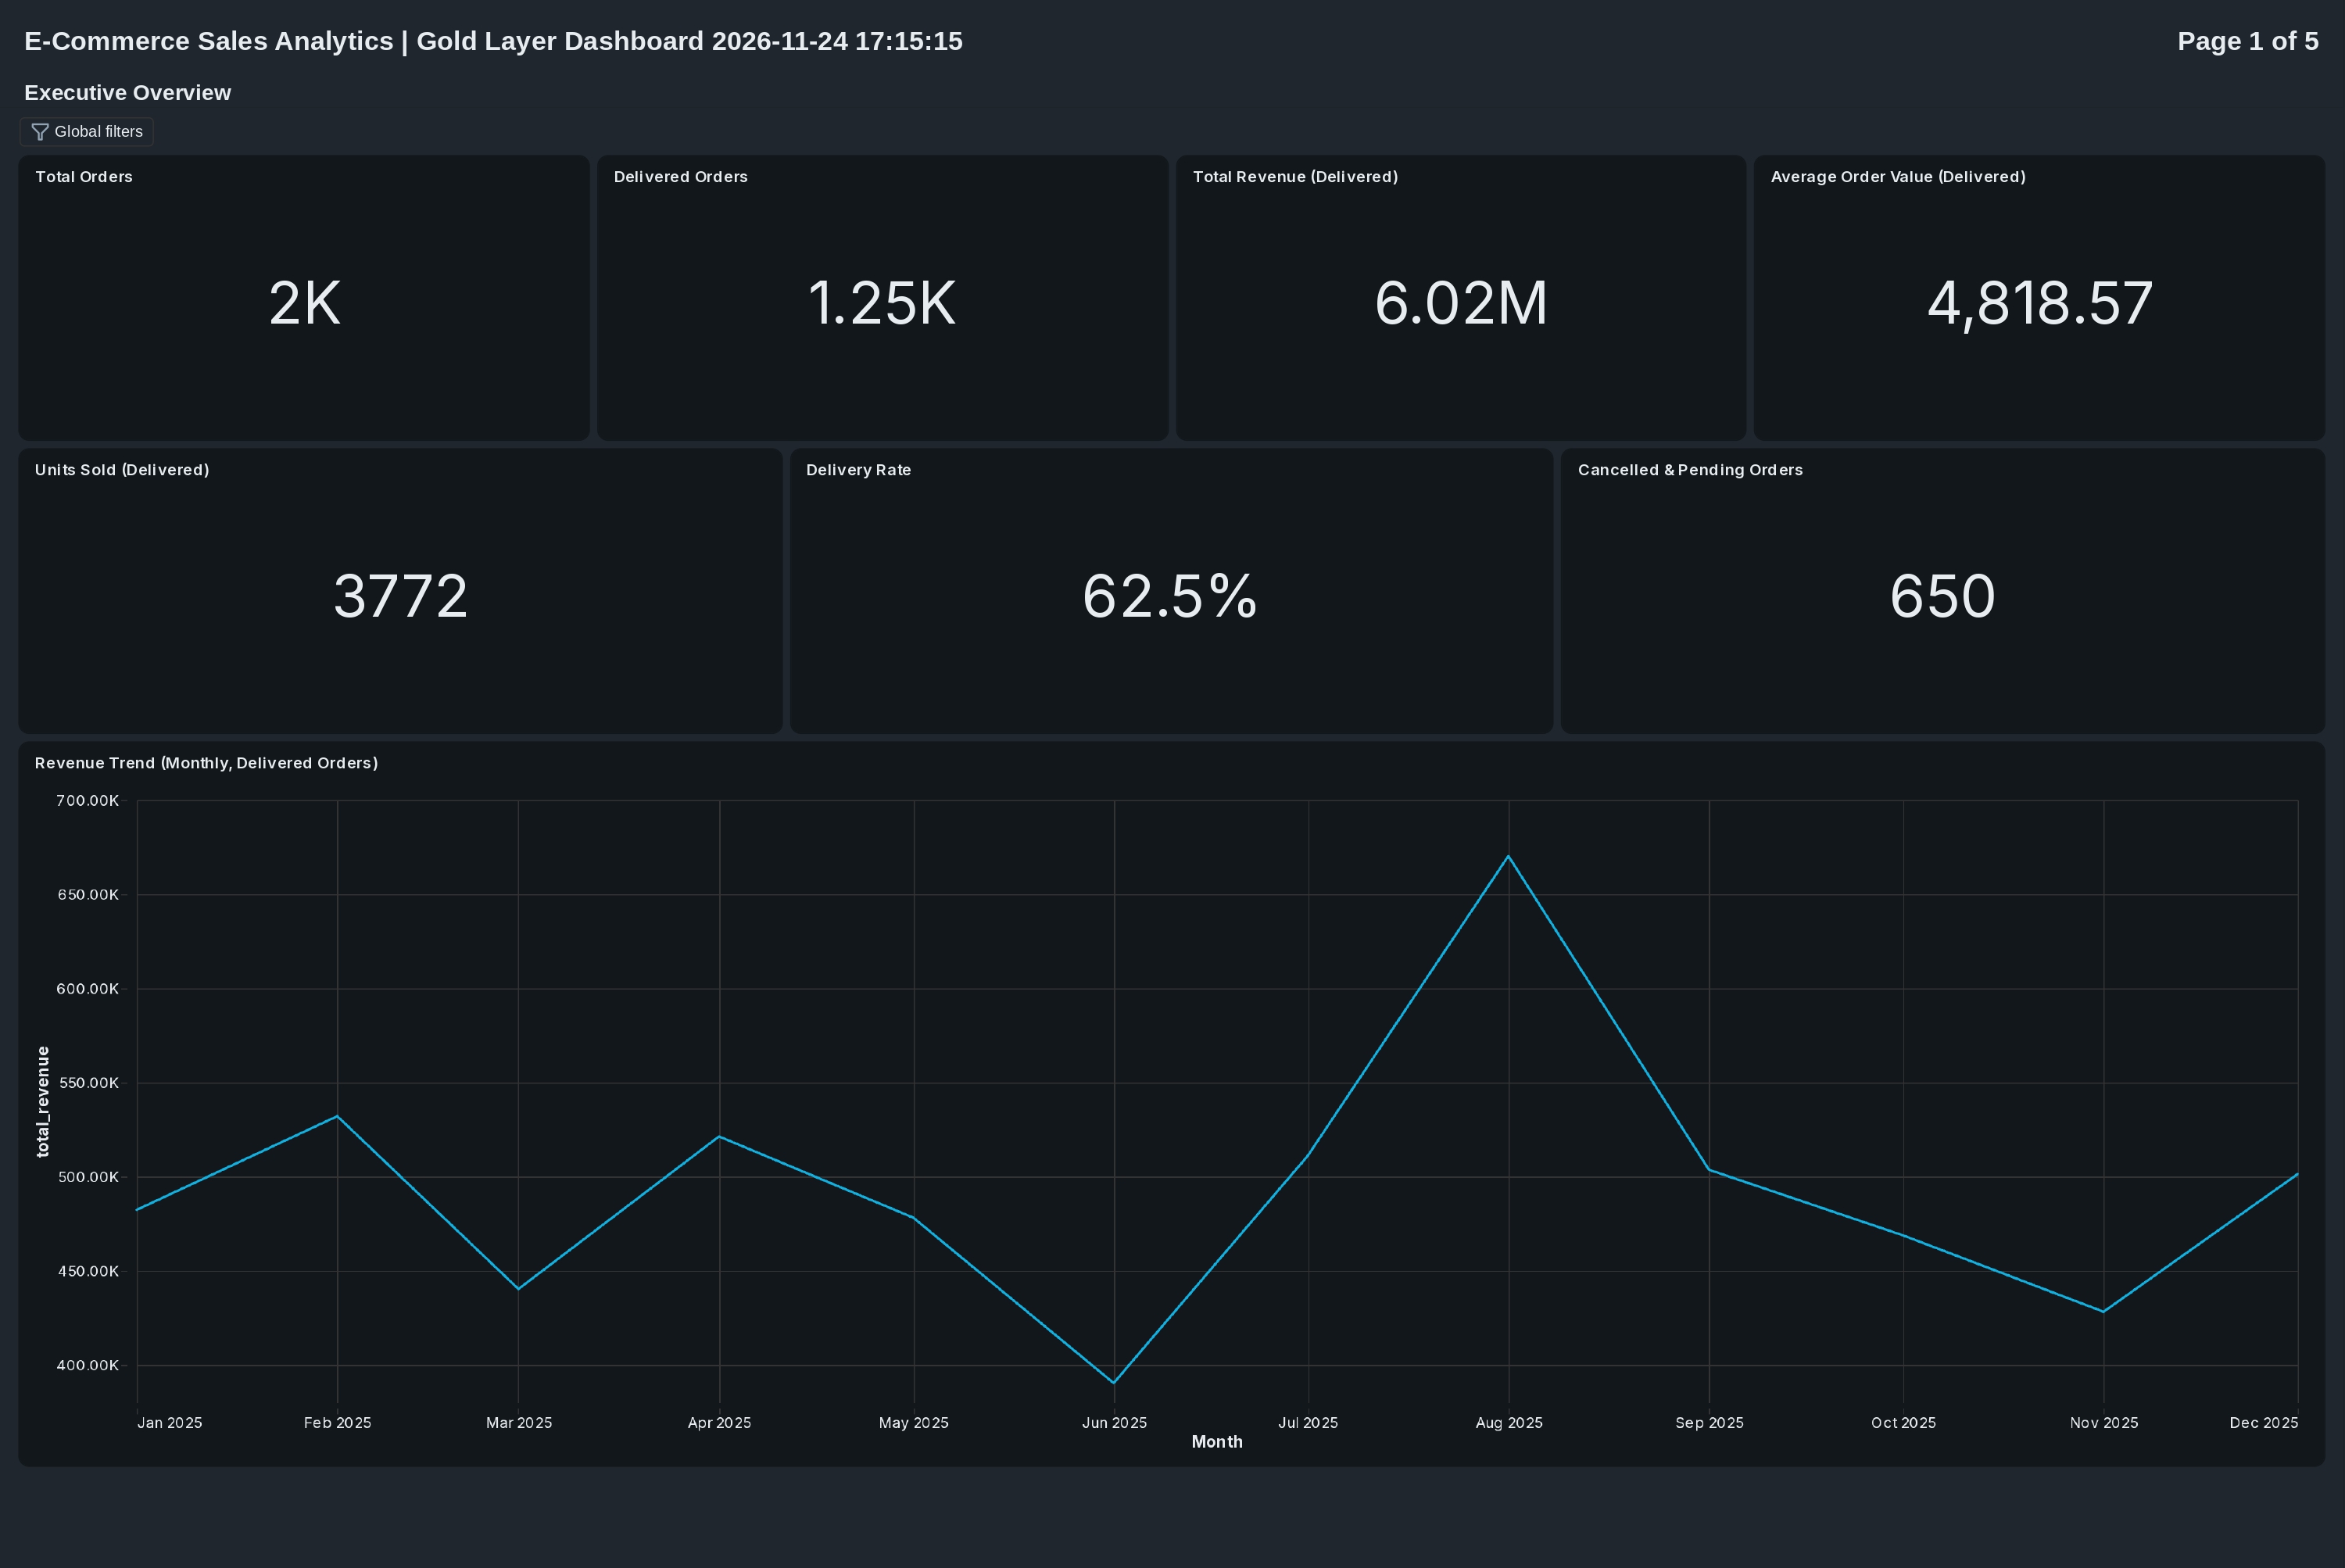 E-Commerce Sales Analytics | Gold Layer Dashboard 2026-11-24 17:15:15
Page 1 of 5
Executive Overview
Global filters
Total Orders
2K
Delivered Orders
1.25K
Total Revenue (Delivered)
6.02M
Average Order Value (Delivered)
4,818.57
Units Sold (Delivered)
3772
Delivery Rate
62.5%
Cancelled & Pending Orders
650
Revenue Trend (Monthly, Delivered Orders)
total_revenue
700.00K
650.00K
600.00K
550.00K
500.00K
450.00K
400.00K
Jan 2025
Feb 2025
Mar 2025
Apr 2025
May 2025
Jun 2025
Jul 2025
Aug 2025
Sep 2025
Oct 2025
Nov 2025
Dec 2025
Month